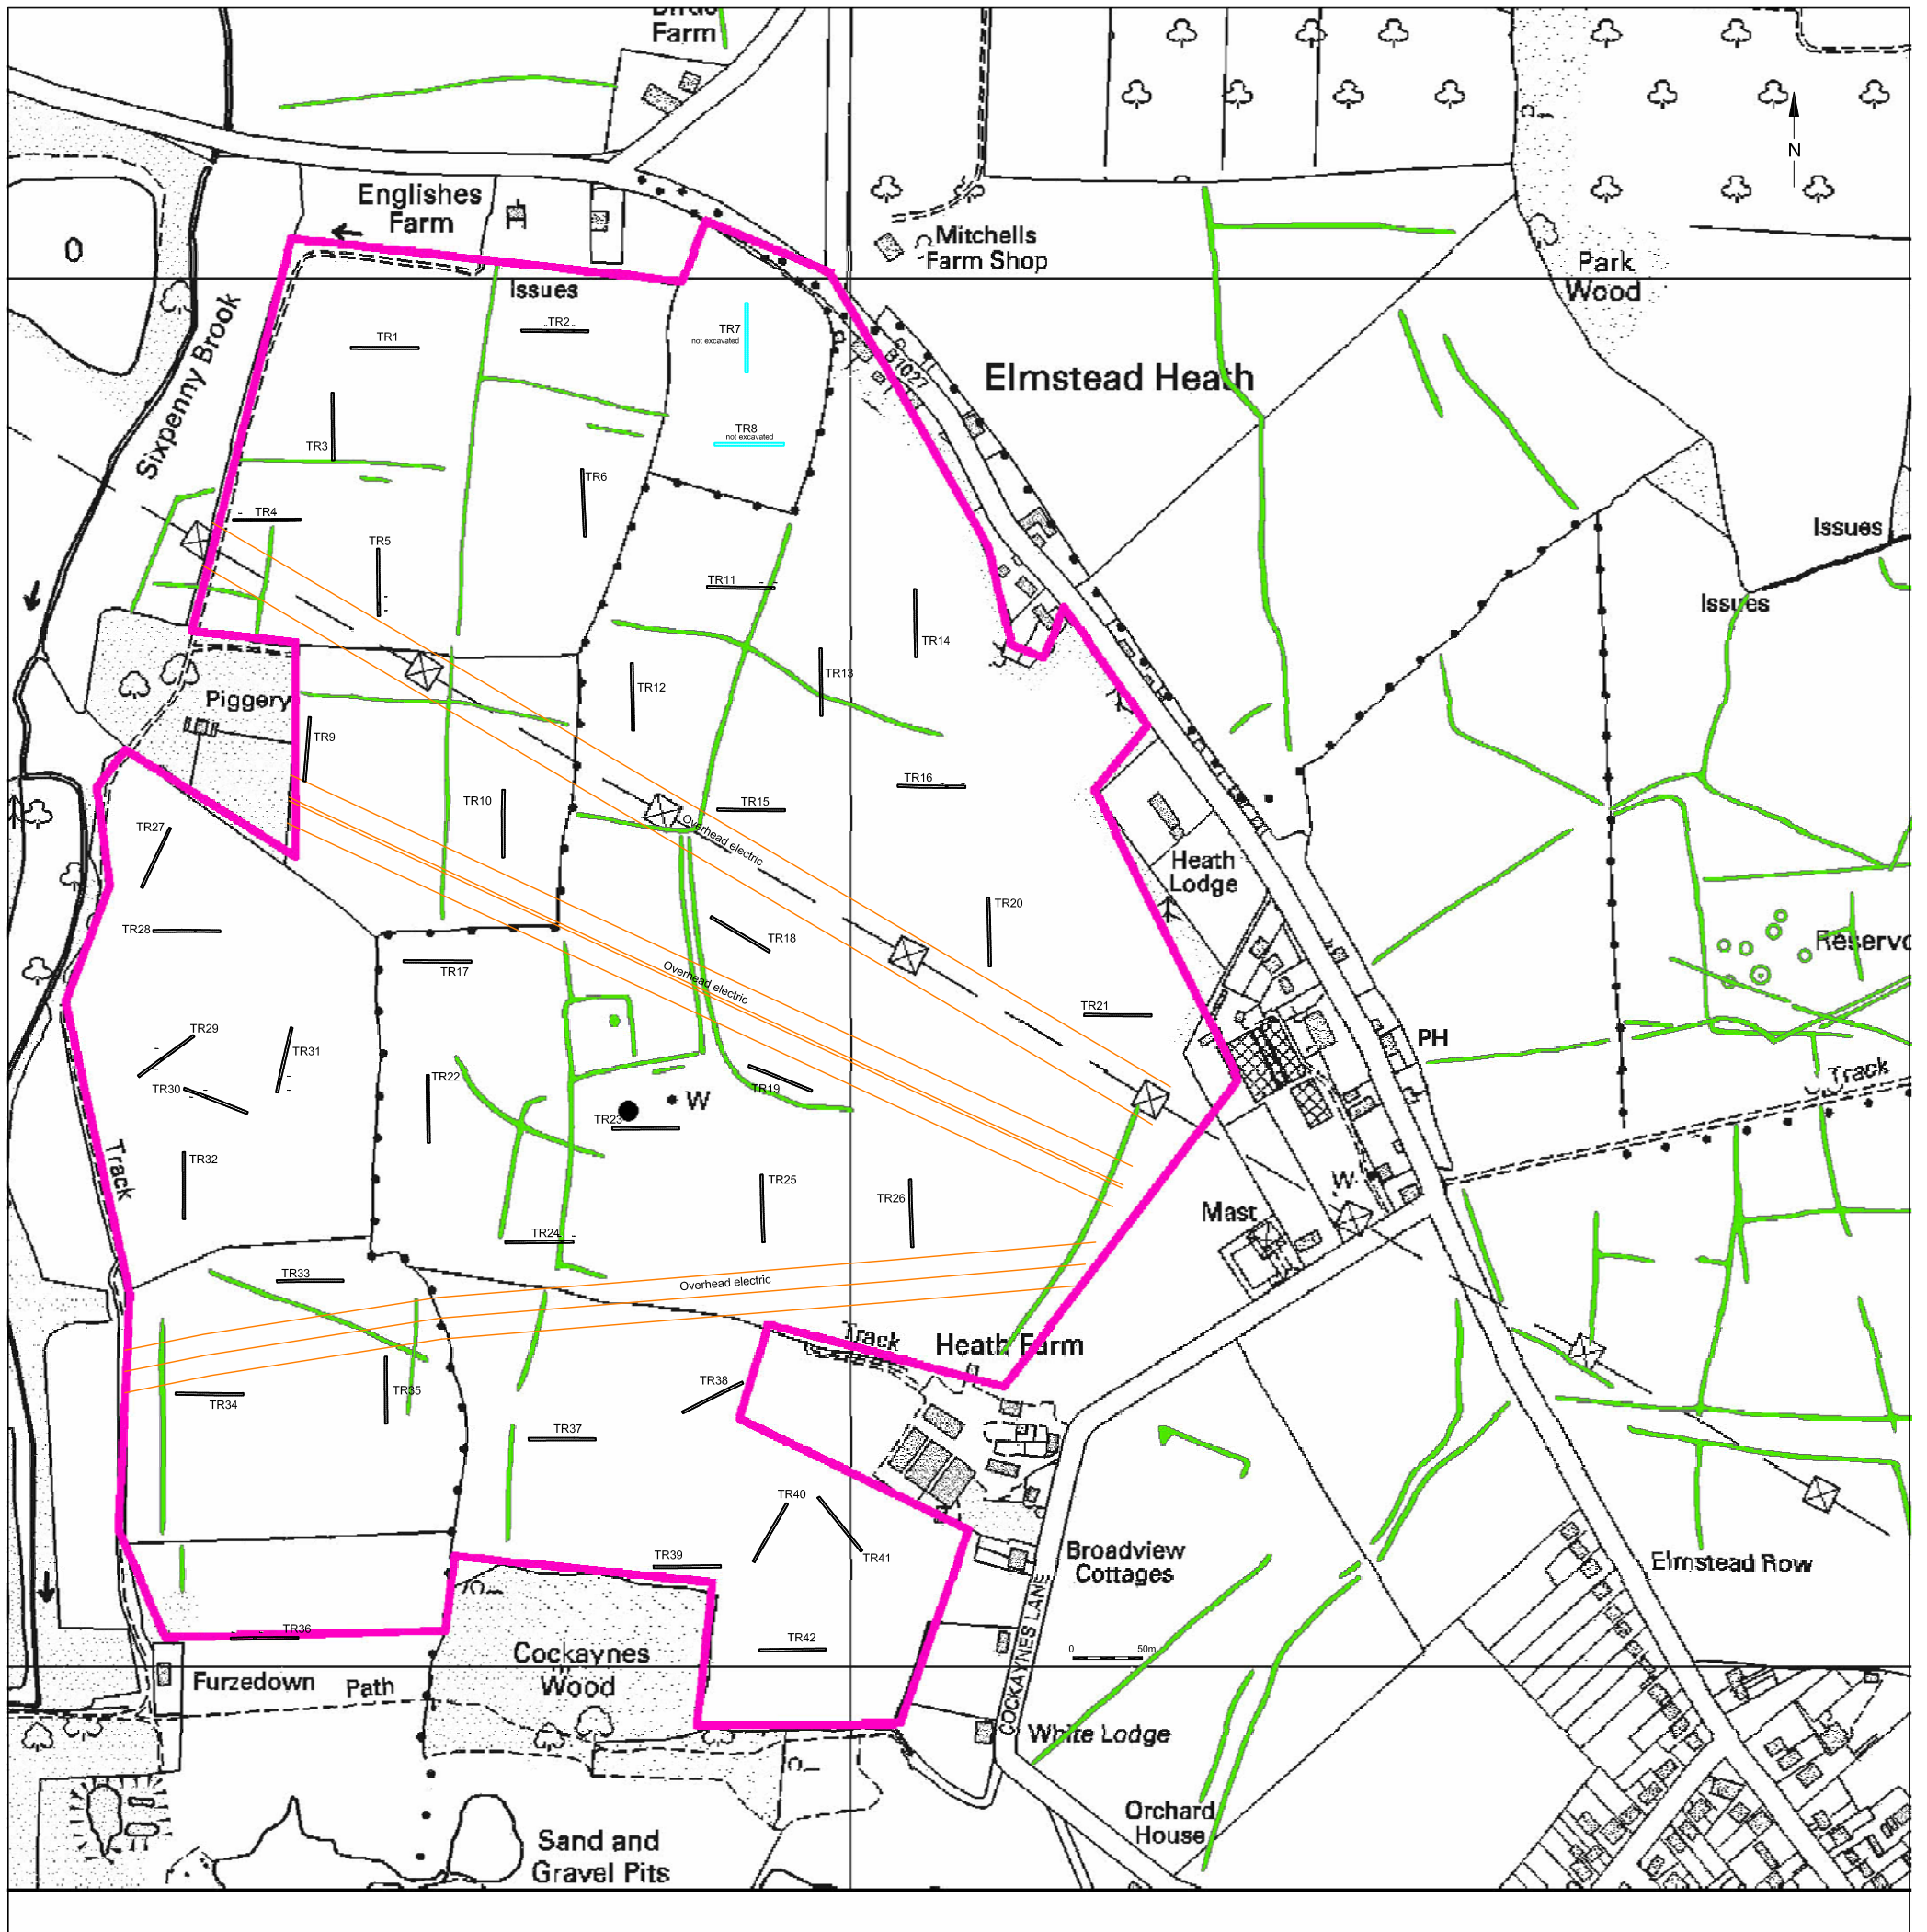 Farm
N
Englishes
Farm
Mitchells
Farm Shop
Park
Wood
Issues
Sixpenny Brook
TR1
TR2
TR7
not excavated
B1027
Elmstead Heath
TR3
TR8
not excavated
TR6
TR4
TR5
Issues
TR11
Issues
TR14
TR12
TR13
Piggery
TR9
TR16
TR10
TR15
Overhead electric
TR27
Heath
Lodge
TR28
TR20
TR18
TR17
Overhead electric
TR21
TR29
TR31
PH
TR22
TR30
TR19
W
TR23
Track
TR32
Track
TR25
TR26
W
Mast
TR24
TR33
Overhead electric
Track
Heath Farm
TR38
TR35
TR34
TR37
TR40
TR39
TR41
Broadview
Cottages
Elmstead Row
COCKAYNES LANE
TR36
TR42
0
50m
Cockaynes
Wood
Furzedown
Path
White Lodge
Orchard
House
Sand and
Gravel Pits